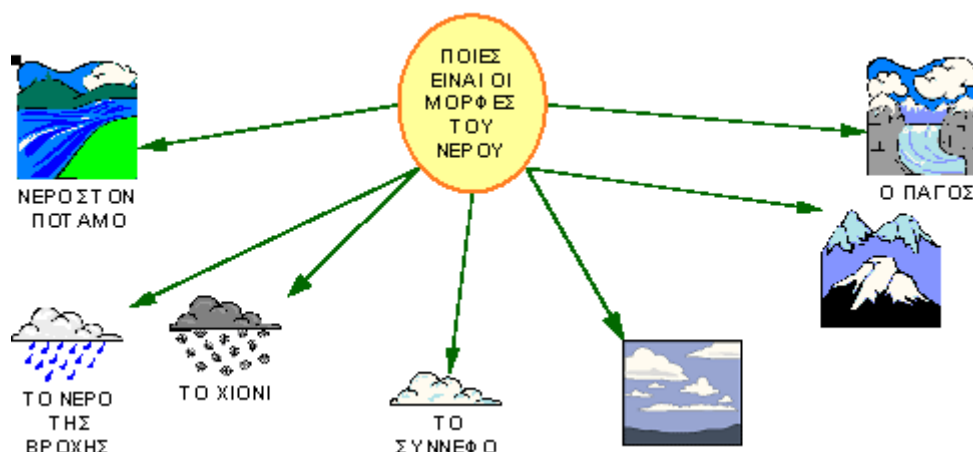 ΠΟΙΕΣ
ΕΙΝΑΙ ΟΙ
ΜΟΡΦΕΣ
ΤΟΥ
ΝΕΡΟΥ
ΝΕΡΟ ΣΤΟΝ
ΠΟΤΑΜΟ
Ο ΠΑΓΟΣ
ΤΟ ΝΕΡΟ
ΤΗΣ
ΒΡΟΧΗΣ
ΤΟ ΧΙΟΝΙ
ΤΟ
ΣΥΝΝΕΦΟ